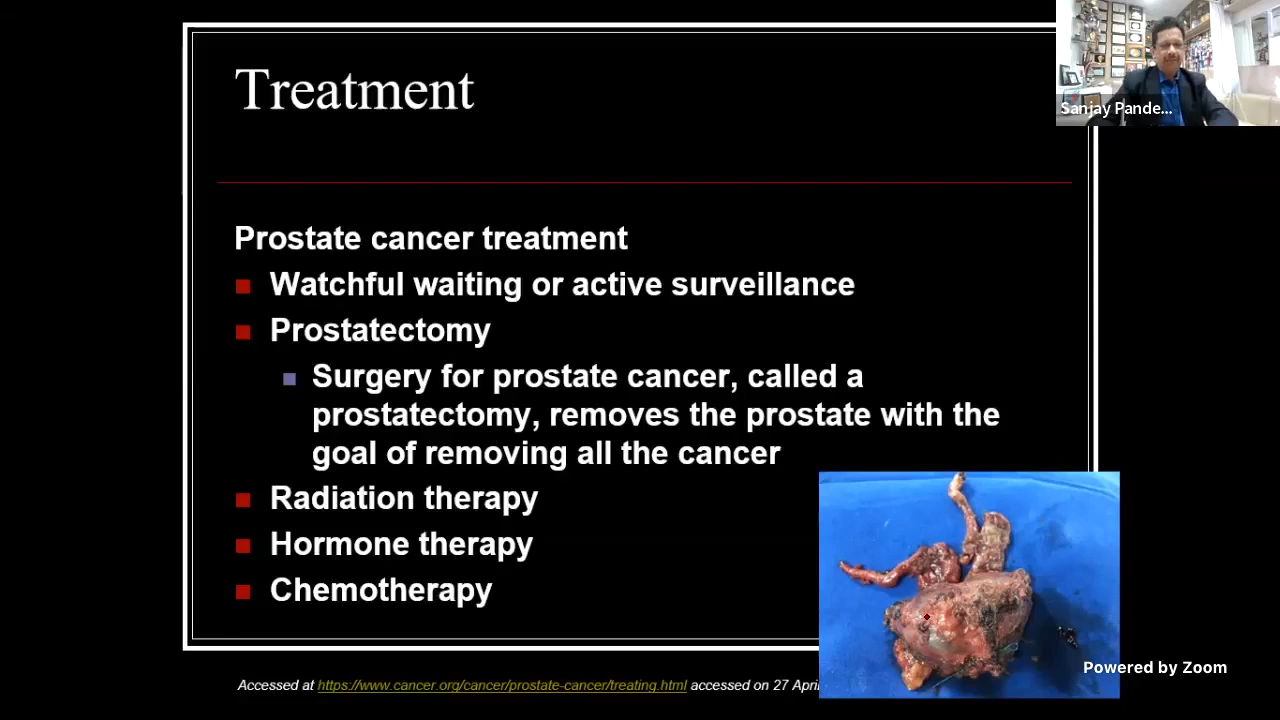 Treatment
Sanjay Pande...
Prostate cancer treatment
Watchful waiting or active surveillance
Prostatectomy
Surgery for prostate cancer, called a
prostatectomy, removes the prostate with the
goal of removing all the cancer
Radiation therapy
Hormone therapy
Chemotherapy
Powered by Zoom
Accessed at https://www.cancer.org/cancer/prostate-cancer/treating.html accessed on 27 April